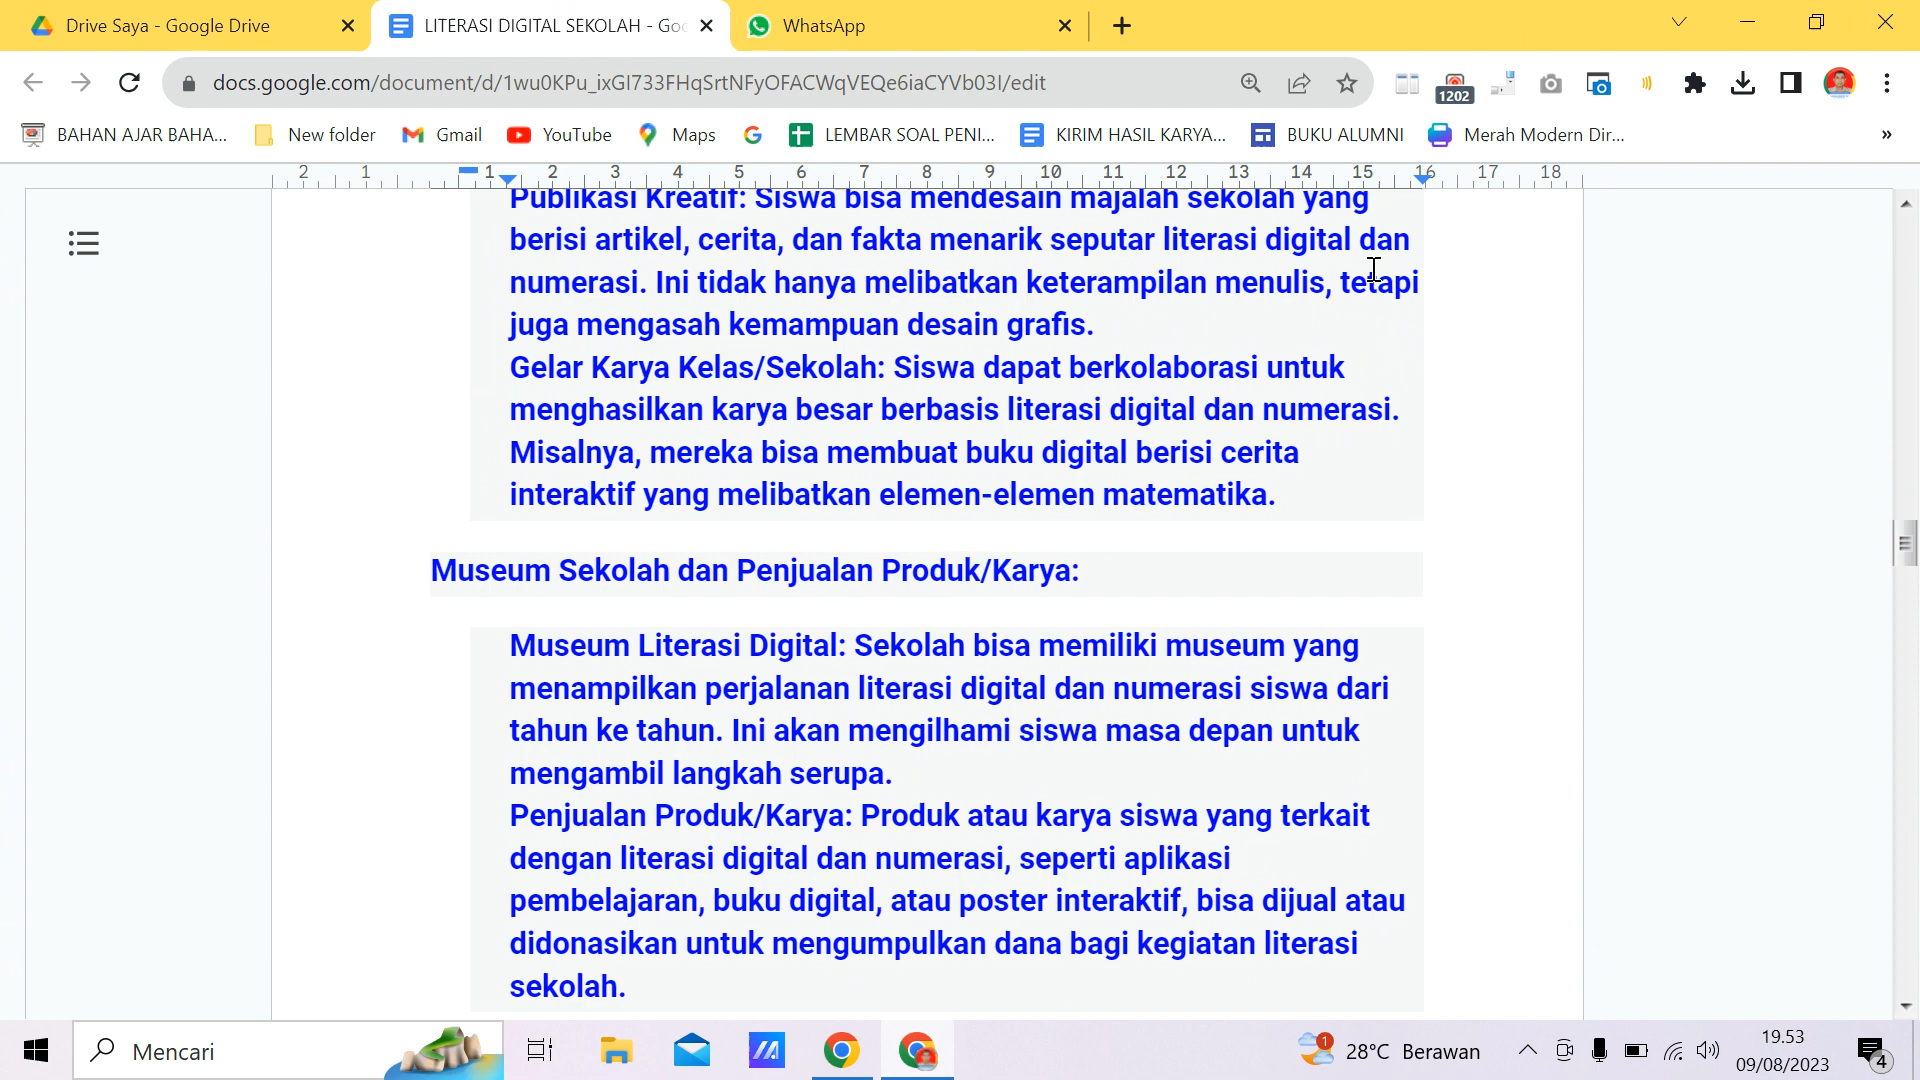 Drive Saya - Google Drive
LITERASI DIGITAL SEKOLAH - Goo
WhatsApp
docs.google.com/document/d/1wu0KPu_ixGI733FHqSrtNFyOFACWqVEQe6iaCYVb03I/edit
1202
BAHAN AJAR BAHA...
New folder
Gmail
YouTube
Maps
LEMBAR SOAL PENI...
KIRIM HASIL KARYA...
BUKU ALUMNI
Merah Modern Dir...
»
2 1 1 2 3 4 5 6 7 8 9 10 11 12 13 14 15 16 17 18
Publikasi Kreatif: Siswa bisa mendesain majalah sekolah yang
berisi artikel, cerita, dan fakta menarik seputar literasi digital dan
numerasi. Ini tidak hanya melibatkan keterampilan menulis, tetapi
juga mengasah kemampuan desain grafis.
Gelar Karya Kelas/Sekolah: Siswa dapat berkolaborasi untuk
menghasilkan karya besar berbasis literasi digital dan numerasi.
Misalnya, mereka bisa membuat buku digital berisi cerita
interaktif yang melibatkan elemen-elemen matematika.
Museum Sekolah dan Penjualan Produk/Karya:
Museum Literasi Digital: Sekolah bisa memiliki museum yang
menampilkan perjalanan literasi digital dan numerasi siswa dari
tahun ke tahun. Ini akan mengilhami siswa masa depan untuk
mengambil langkah serupa.
Penjualan Produk/Karya: Produk atau karya siswa yang terkait
dengan literasi digital dan numerasi, seperti aplikasi
pembelajaran, buku digital, atau poster interaktif, bisa dijual atau
didonasikan untuk mengumpulkan dana bagi kegiatan literasi
sekolah.
Mencari
1
28°C Berawan
19.53
09/08/2023
4